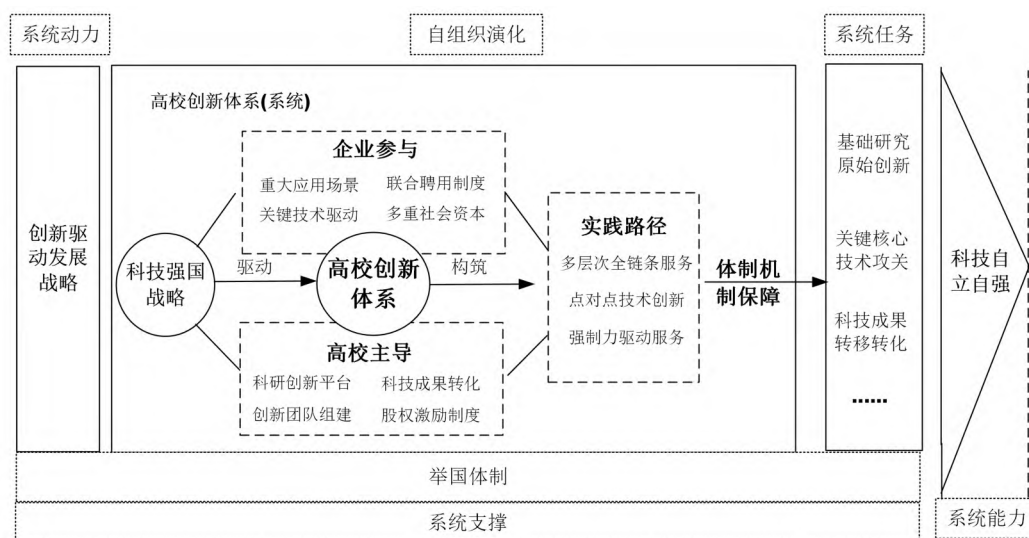 系统动力
自组织演化
系统任务
创新驱
动发展
战略
高校创新体系(系统)
企业参与
重大应用场景 联合聘用制度
关键技术驱动 多重社会资本
科技强国
战略
驱动
高校创新
体系
构筑
高校主导
科研创新平台 科技成果转化
创新团队组建 股权激励制度
实践路径
多层次全链条服务
点对点技术创新
强制力驱动服务
体制机
制保障
基础研究
原始创新
关键核心
技术攻关
科技成果
转移转化
......
科技自
立自强
举国体制
系统支撑
系统能力